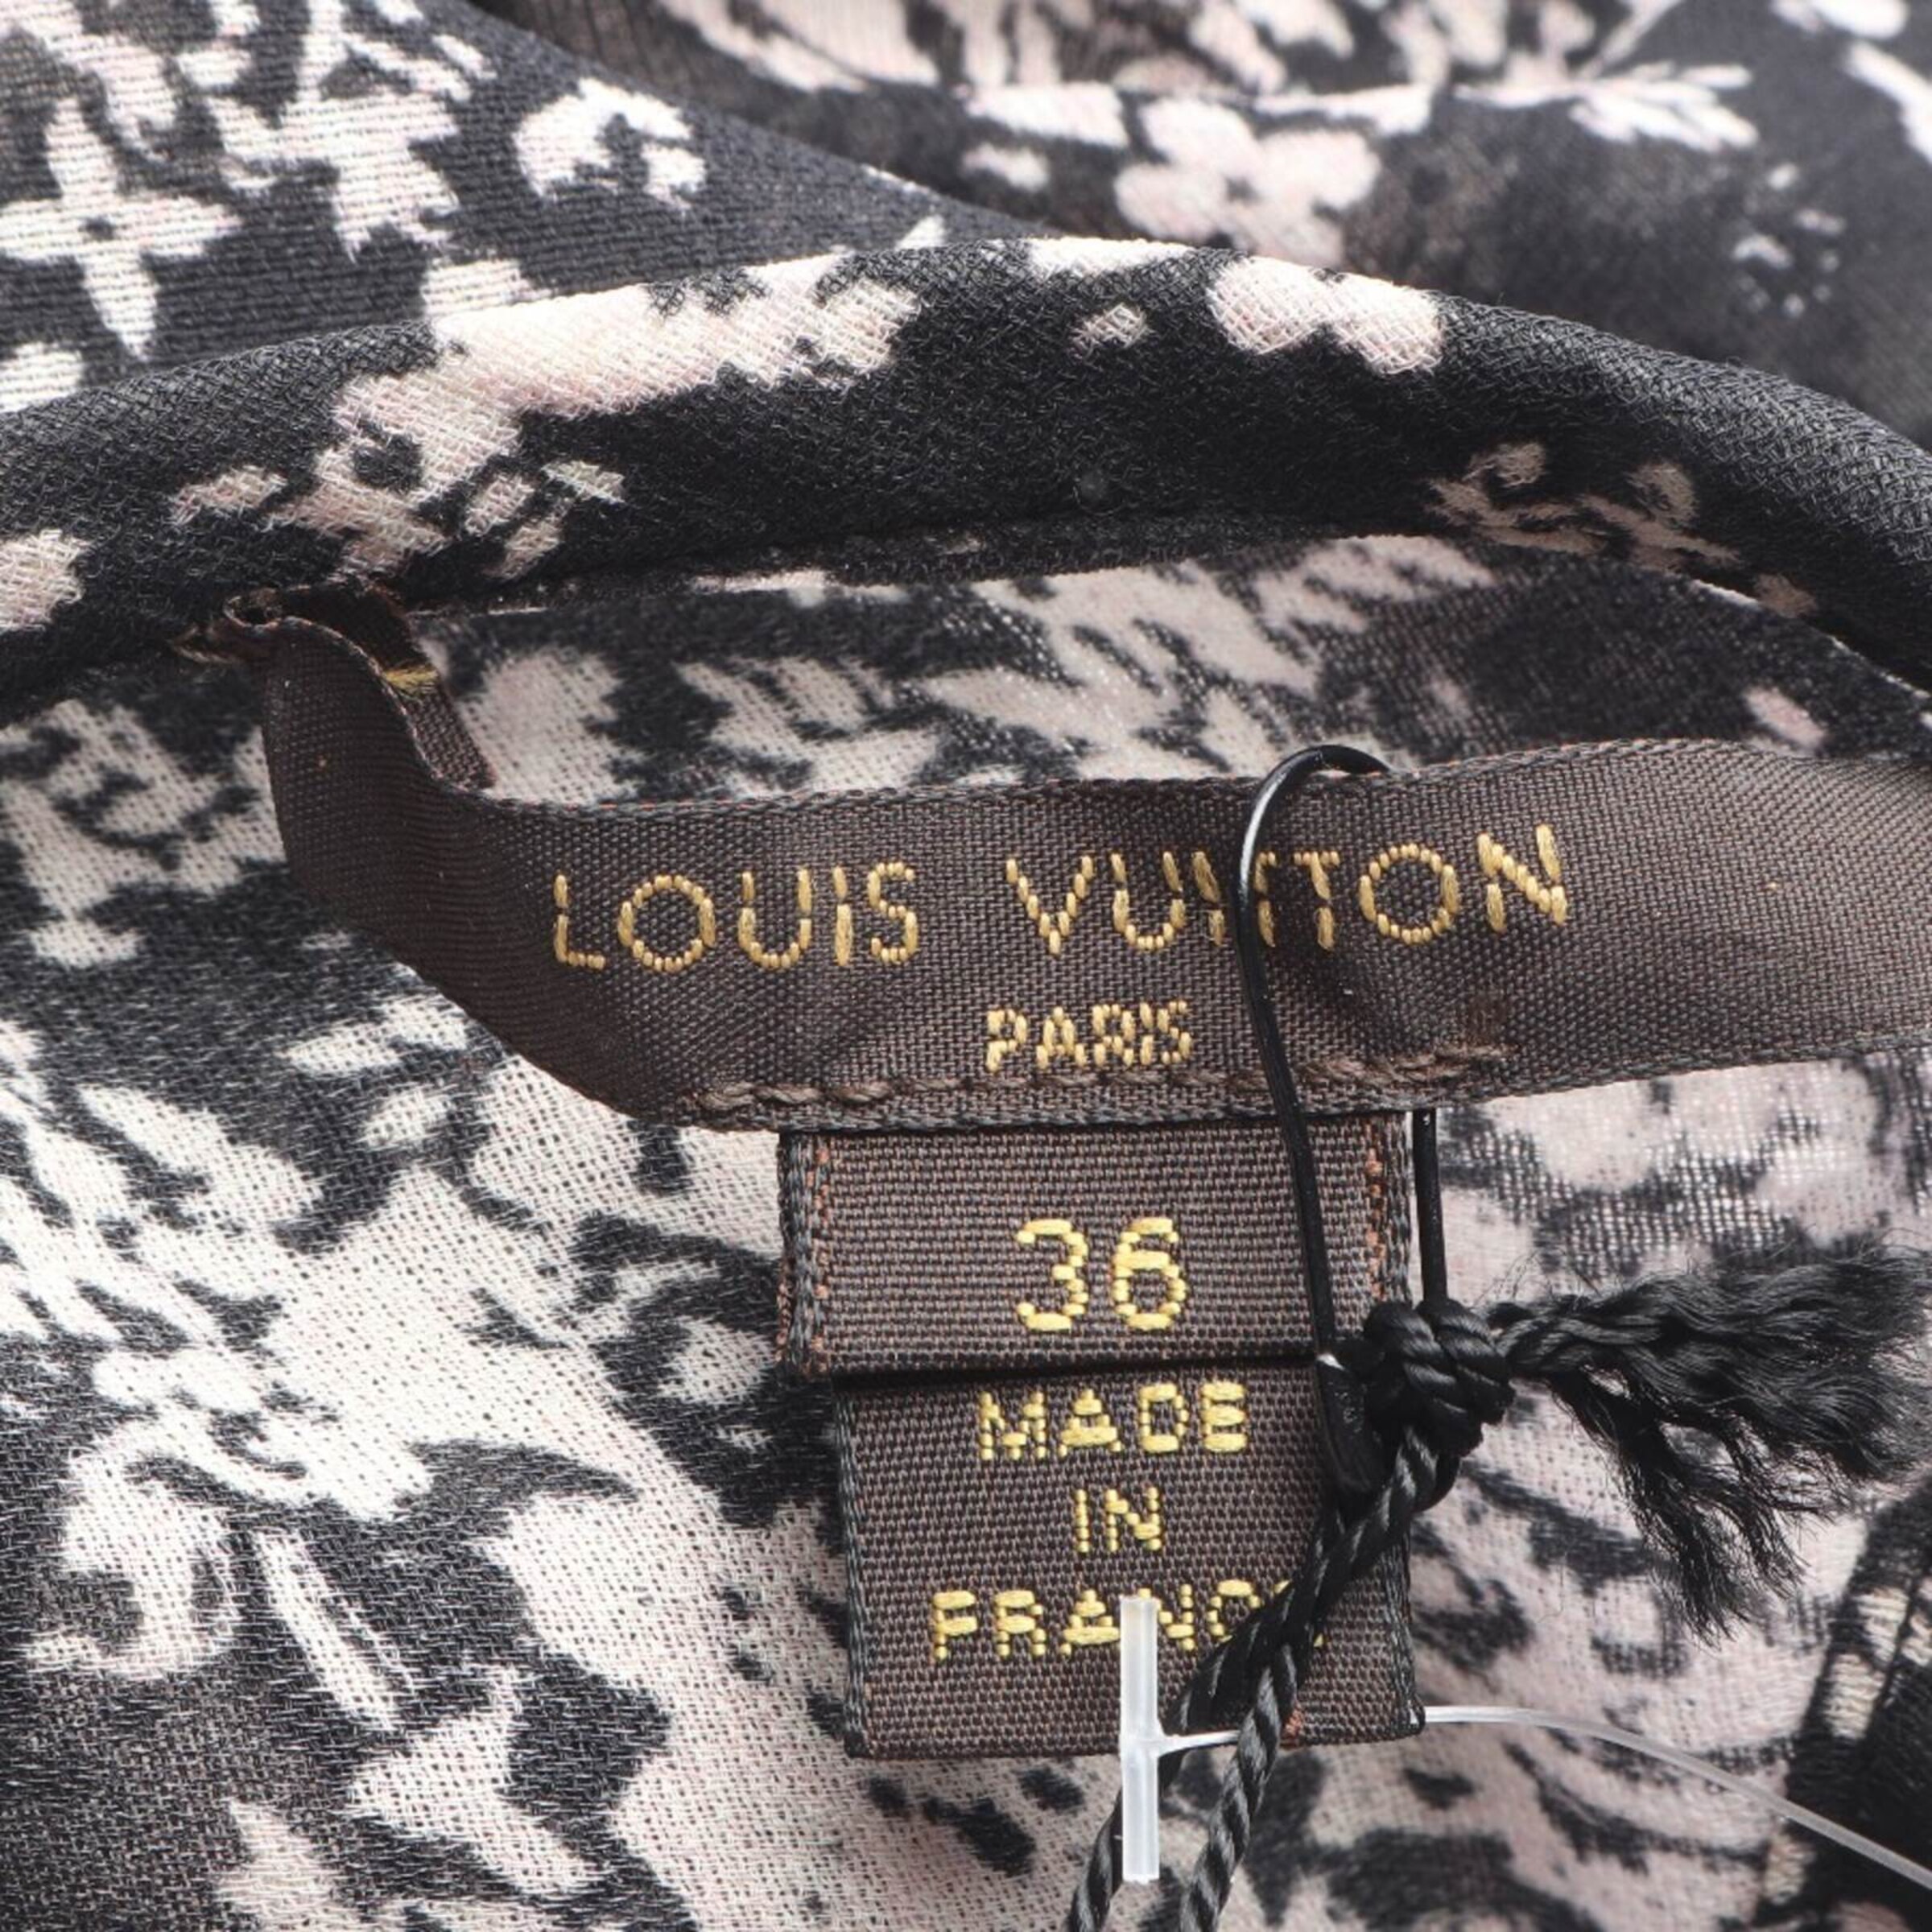 LOUIS VUITTON
PARIS
36
MADE
IN
FRANCE